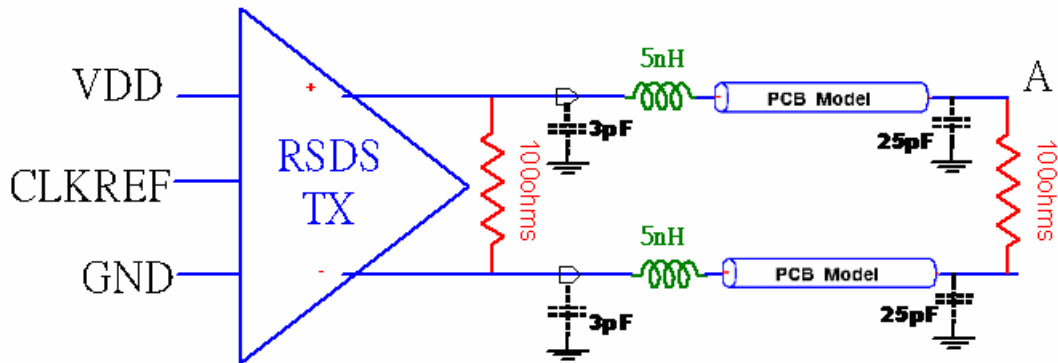 VDD
CLKREF
GND
+
-
RSDS
TX
100ohms
3pF
5nH
PCB Model
25pF
A
100ohms
3pF
5nH
PCB Model
25pF